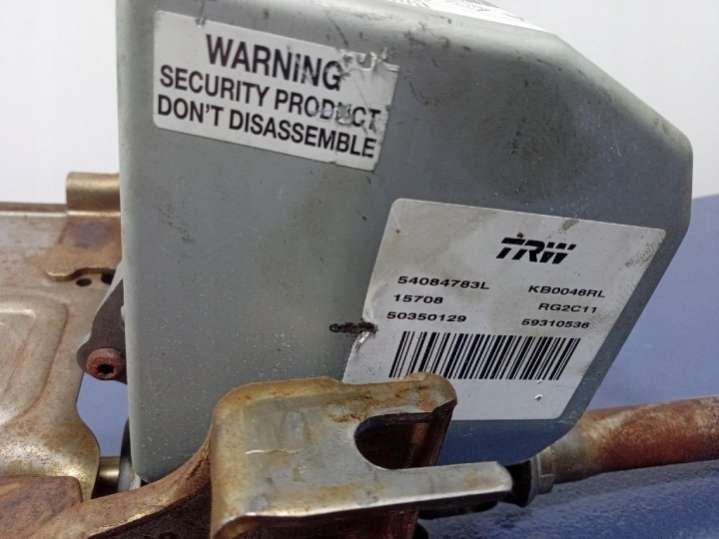 WARNING
SECURITY PRODUCT
DON'T DISASSEMBLE
TRW
54084783L KB0046RL
15708 RG2C11
50350129 59310536